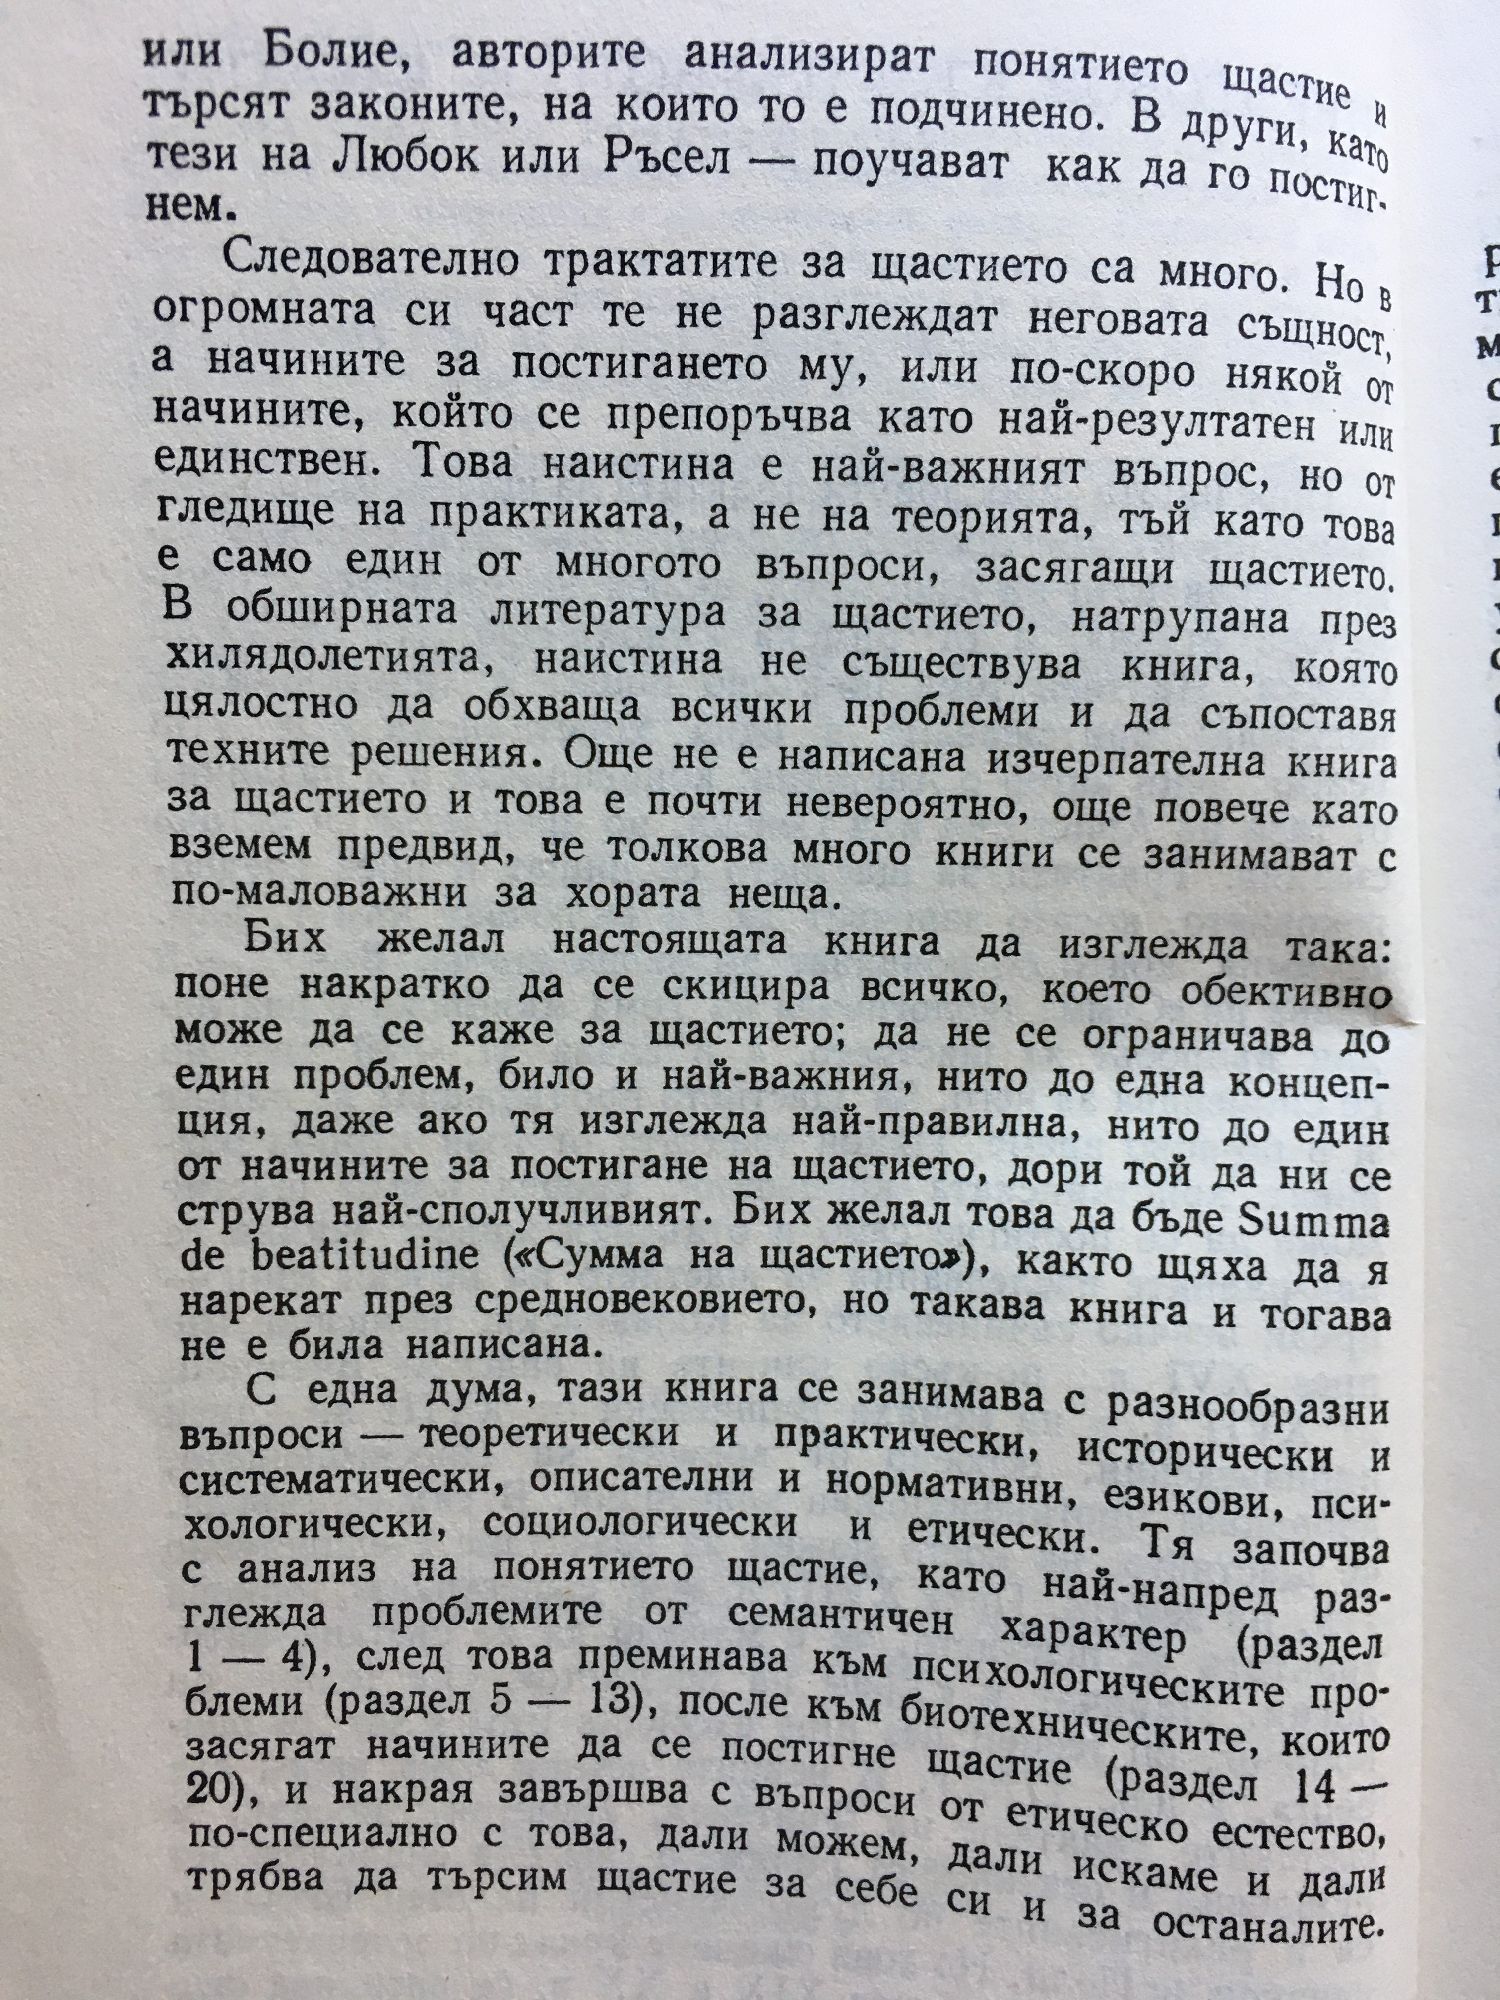 или Болие, авторите анализират понятието щастие и
търсят законите, на които то е подчинено. В други, като
тези на Любок или Ръсел — поучават как да го постиг-
нем.
Следователно трактатите за щастието са много. Но в
огромната си част те не разглеждат неговата същност,
а начините за постигането му, или по-скоро някой от
начините, който се препоръчва като най-резултатен или
единствен. Това наистина е най-важният въпрос, но от
гледище на практиката, а не на теорията, тъй като това
е само един от многото въпроси, засягащи щастието.
В обширната литература за щастието, натрупана през
хилядолетията, наистина не съществува книга, която
цялостно да обхваща всички проблеми и да съпоставя
техните решения. Още не е написана изчерпателна книга
за щастието и това е почти невероятно, още повече като
вземем предвид, че толкова много книги се занимават с
по-маловажни за хората неща.
Бих желал настоящата книга да изглежда така:
поне накратко да се скицира всичко, което обективно
може да се каже за щастието; да не се ограничава до
един проблем, било и най-важния, нито до една концеп-
ция, даже ако тя изглежда най-правилна, нито до един
от начините за постигане на щастието, дори той да ни се
струва най-сполучливият. Бих желал това да бъде Summa
de beatitudine («Сумма на щастието»), както щяха да я
нарекат през средновековието, но такава книга и тогава
не е била написана.
С една дума, тази книга се занимава с разнообразни
въпроси — теоретически и практически, исторически и
систематически, описателни и нормативни, езикови, пси-
хологически, социологически и етически. Тя започва
с анализ на понятието щастие, като най-напред раз-
глежда проблемите от семантичен характер (раздел
1 — 4), след това преминава към психологическите про-
блеми (раздел 5 — 13), после към биотехническите, които
засягат начините да се постигне щастие (раздел 14 —
20), и накрая завършва с въпроси от етическо естество,
по-специално с това, дали можем, дали искаме и дали
трябва да търсим щастие за себе си и за останалите.